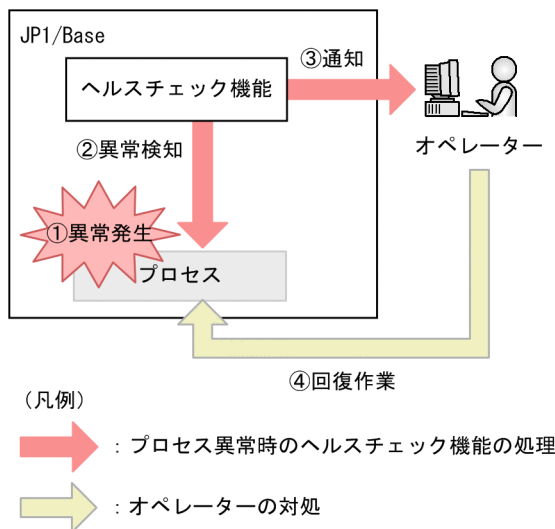 JP1/Base
③通知
ヘルスチェック機能
②異常検知
オペレーター
①異常発生
プロセス
④回復作業
(凡例)
:プロセス異常時のヘルスチェック機能の処理
:オペレーターの対処